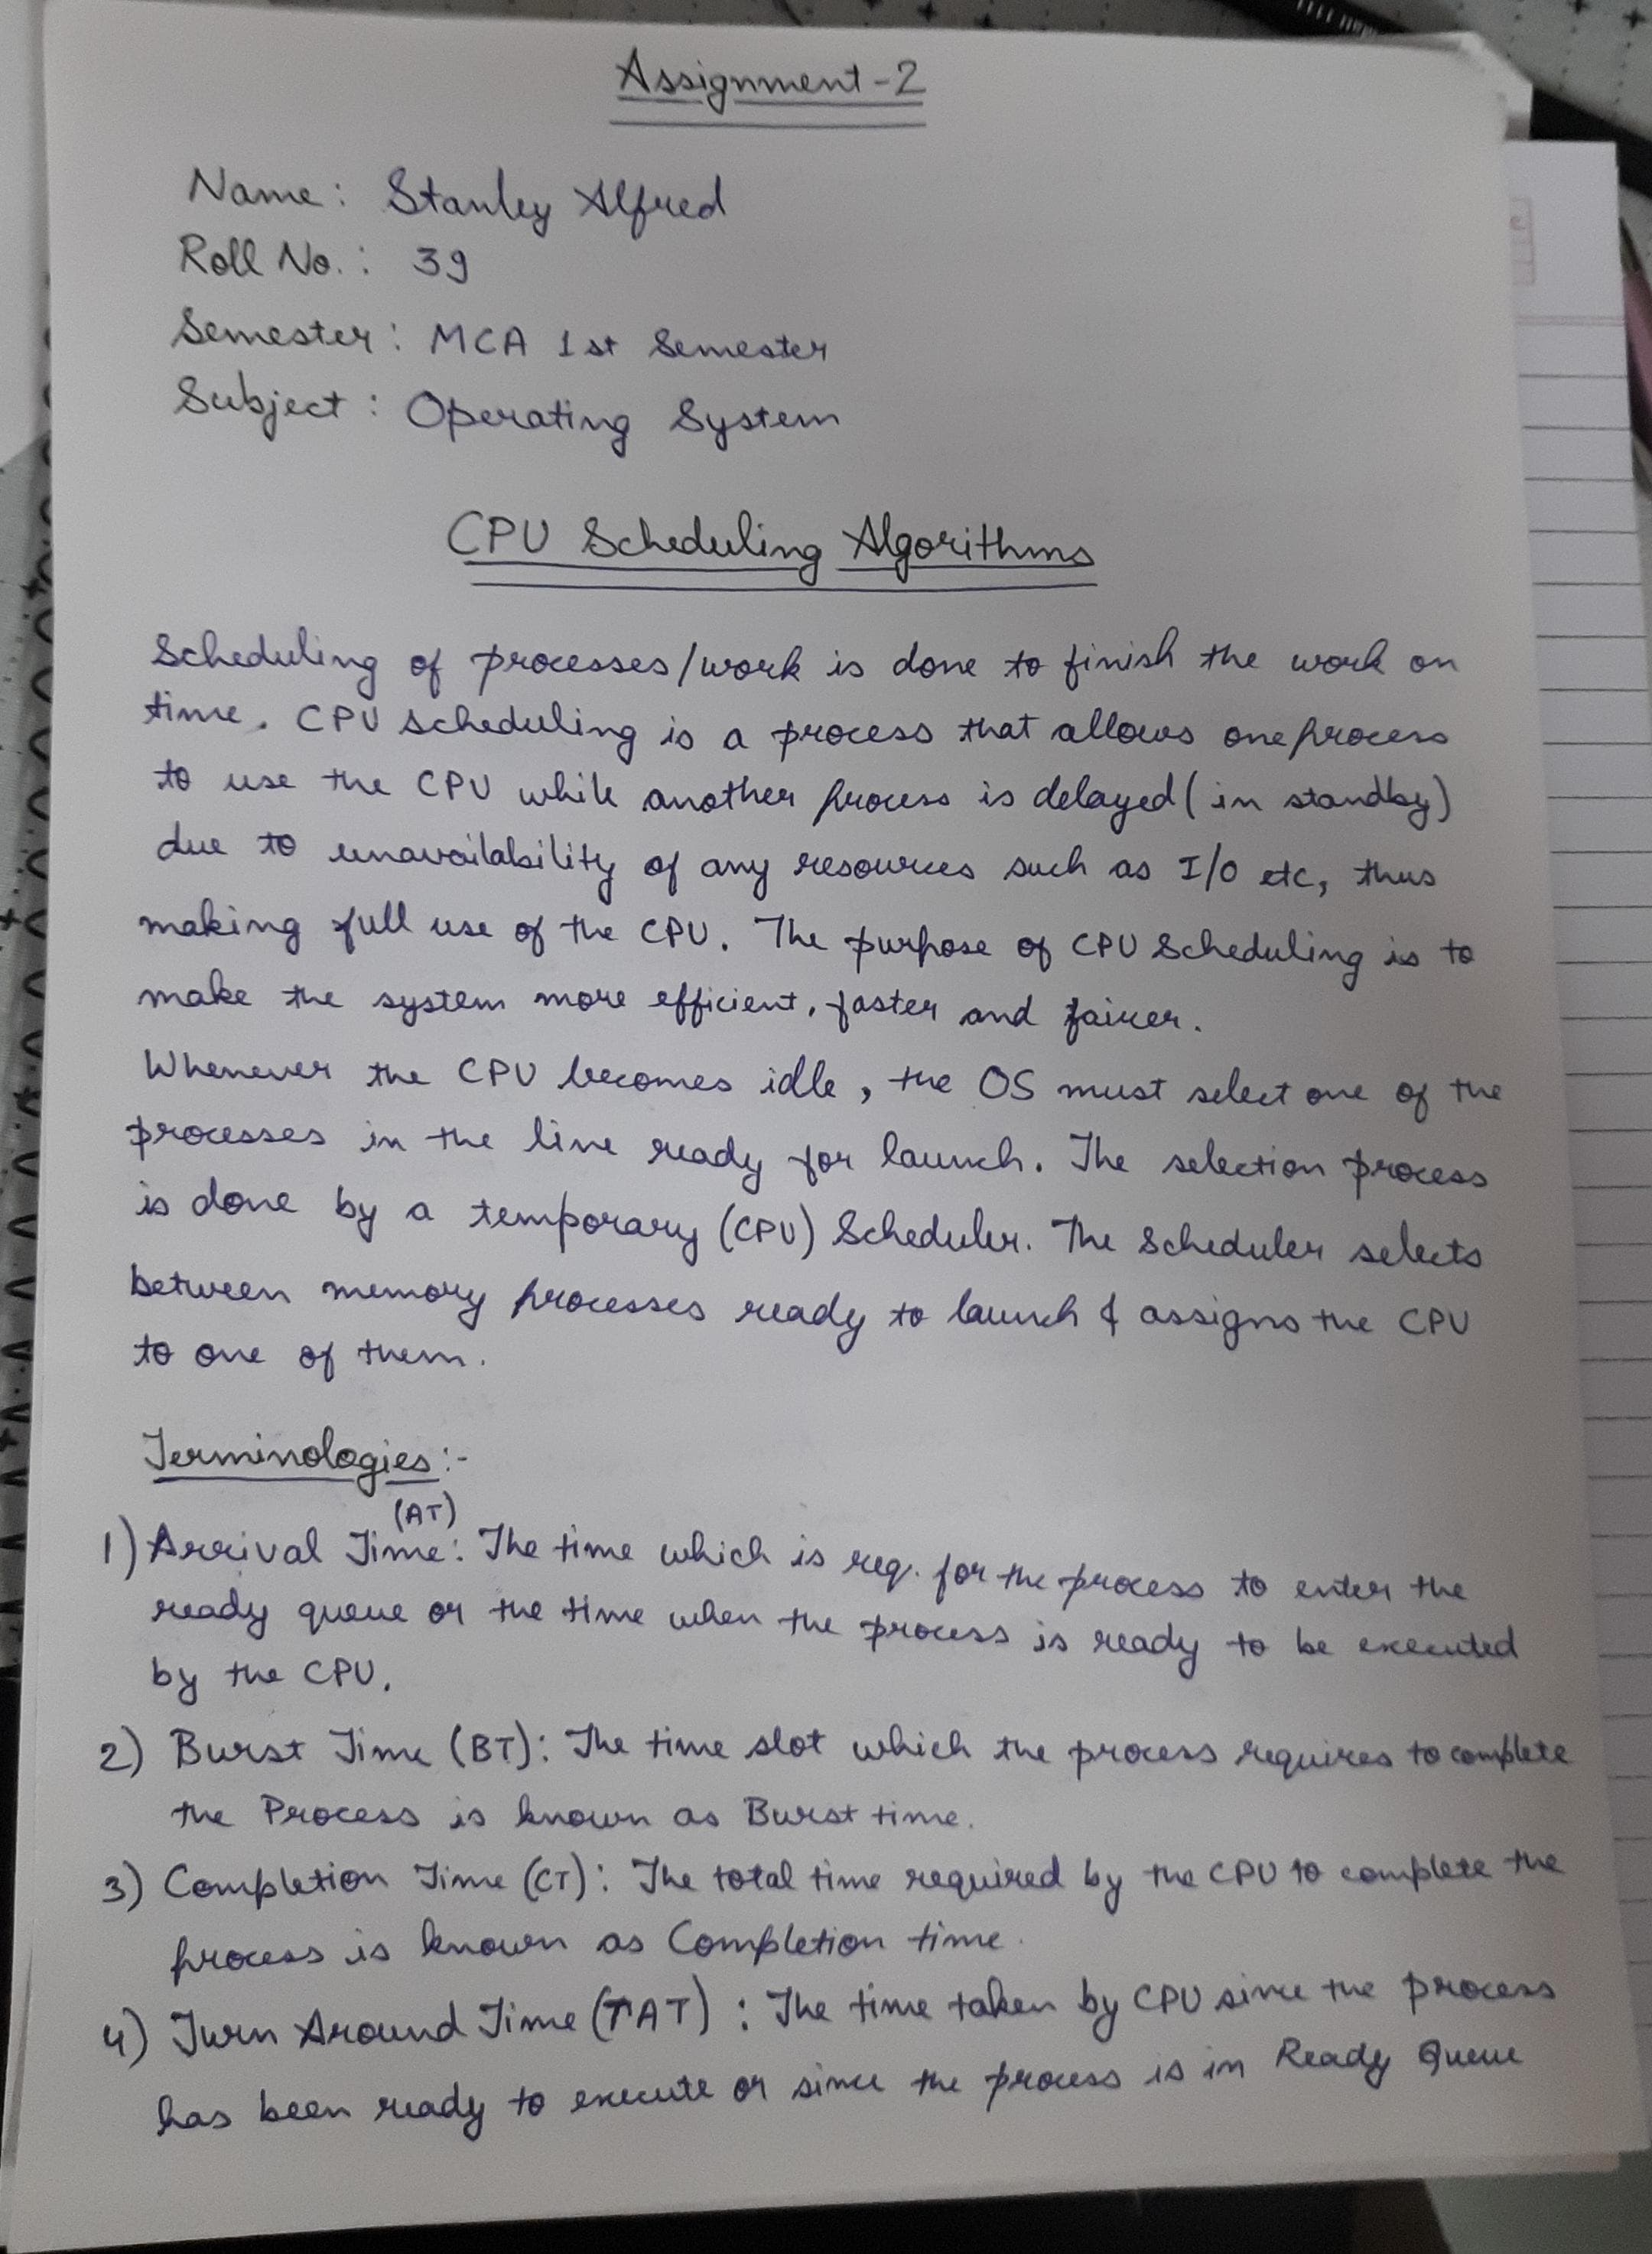 Assignment-2
Name: Stanley Alfred
Roll No.: 39
Semester: MCA 1st Semester
Subject: Operating System
CPU Scheduling Algorithms
Scheduling of processes/work is done to finish the work on
time. CPU scheduling is a process that allows one process
to use the CPU while another process is delayed (in standby)
due to unavailability of any resources such as I/O etc, thus
making full use of the CPU. The purpose of CPU Scheduling is to
make the system more efficient, faster and fairer.
Whenever the CPU becomes idle, the OS must select one of the
processes in the line ready for launch. The selection process
is done by a temporary (CPU) Scheduler. The Scheduler selects
between memory processes ready to launch & assigns the CPU
to one of them.
Terminologies:-
(AT)
1) Arrival Time: The time which is req. for the process to enter the
ready queue or the time when the process is ready to be executed
by the CPU.
2) Burst Time (BT): The time slot which the process requires to complete
the Process is known as Burst time.
3) Completion Time (CT): The total time required by the CPU to complete the
process is known as Completion time.
4) Turn Around Time (TAT) : The time taken by CPU since the process
has been ready to execute or since the process is in Ready Queue